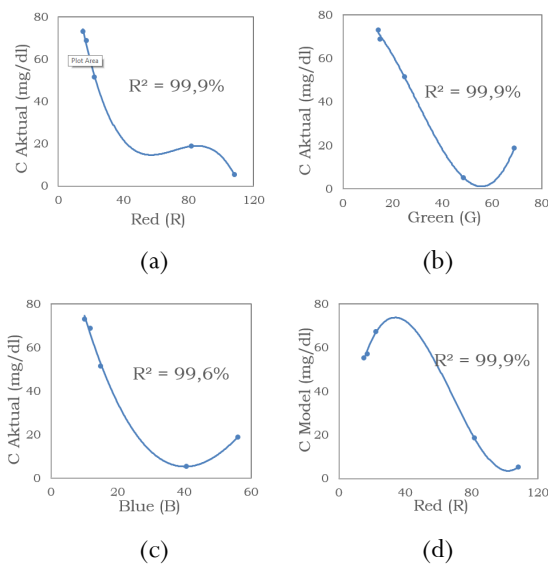 80
60
40
20
0
C Aktual (mg/dl)
Plot Area
R² = 99,9%
0 40 80 120
Red (R)
(a)
80
60
40
20
0
C Aktual (mg/dl)
R² = 99,9%
0 20 40 60 80
Green (G)
(b)
80
60
40
20
0
C Aktual (mg/dl)
R² = 99,6%
0 20 40 60
Blue (B)
(c)
80
60
40
20
0
C Model (mg/dl)
R² = 99,9%
0 40 80 120
Red (R)
(d)